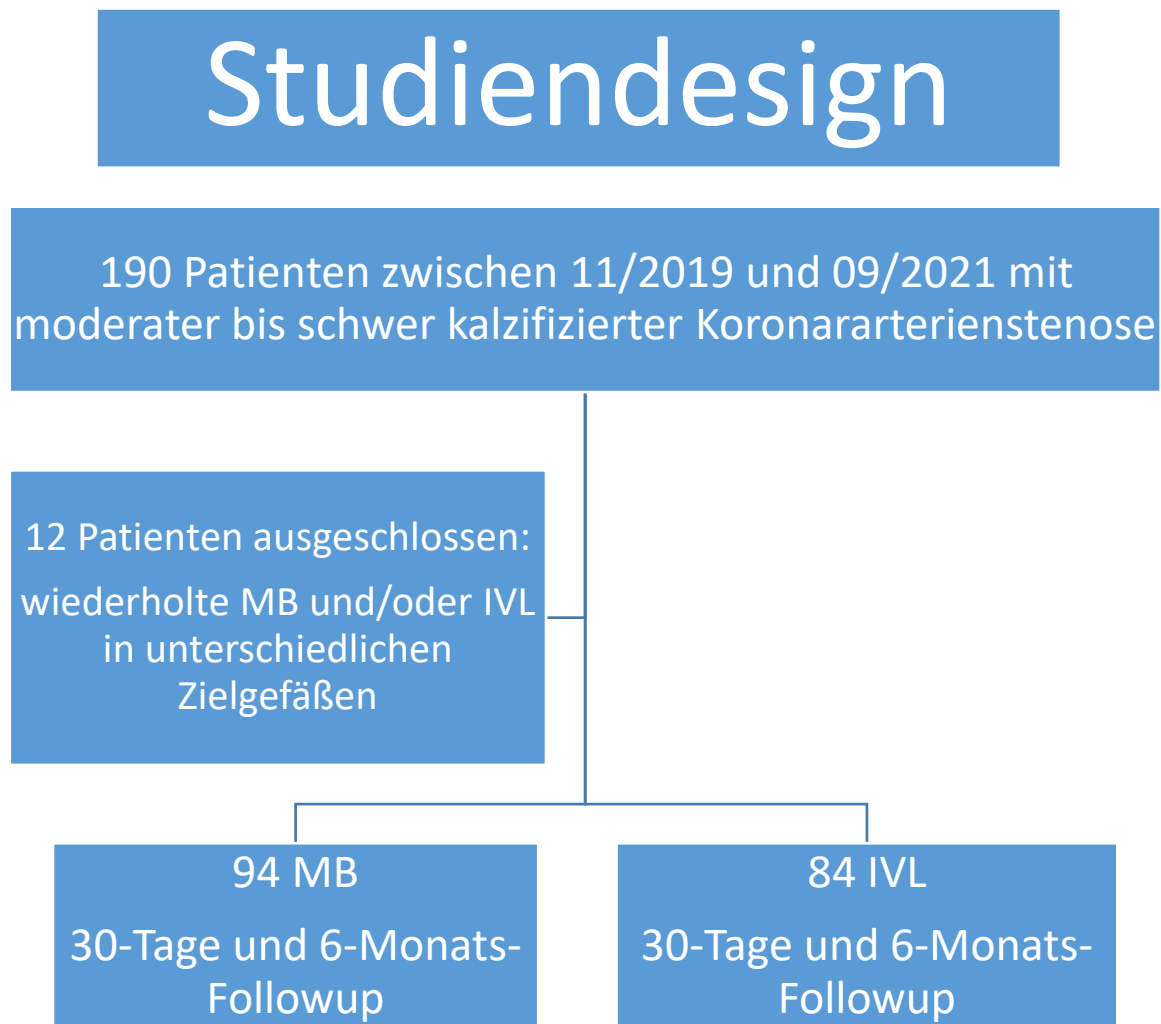 Studiendesign
190 Patienten zwischen 11/2019 und 09/2021 mit
moderater bis schwer kalzifizierter Koronararterienstenose
12 Patienten ausgeschlossen:
wiederholte MB und/oder IVL
in unterschiedlichen
Zielgefäßen
94 MB
30-Tage und 6-Monats-
Followup
84 IVL
30-Tage und 6-Monats-
Followup